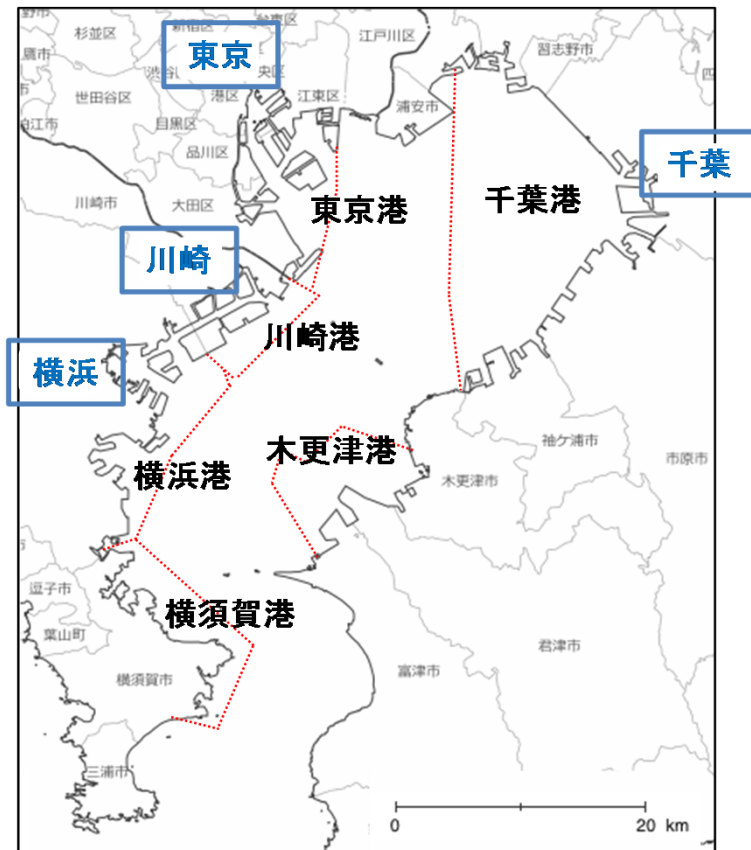 杉並区
江戸川区
東京
習志野市
央区
世田谷区
港区
江東区
浦安市
目黒区
品川区
千葉
川崎市
大田区
東京港
千葉港
川崎
川崎港
横浜
木更津港
袖ケ浦市
市原市
横浜港
木更津市
逗子市
横須賀港
葉山町
君津市
横須賀市
富津市
三浦市
0
20 km